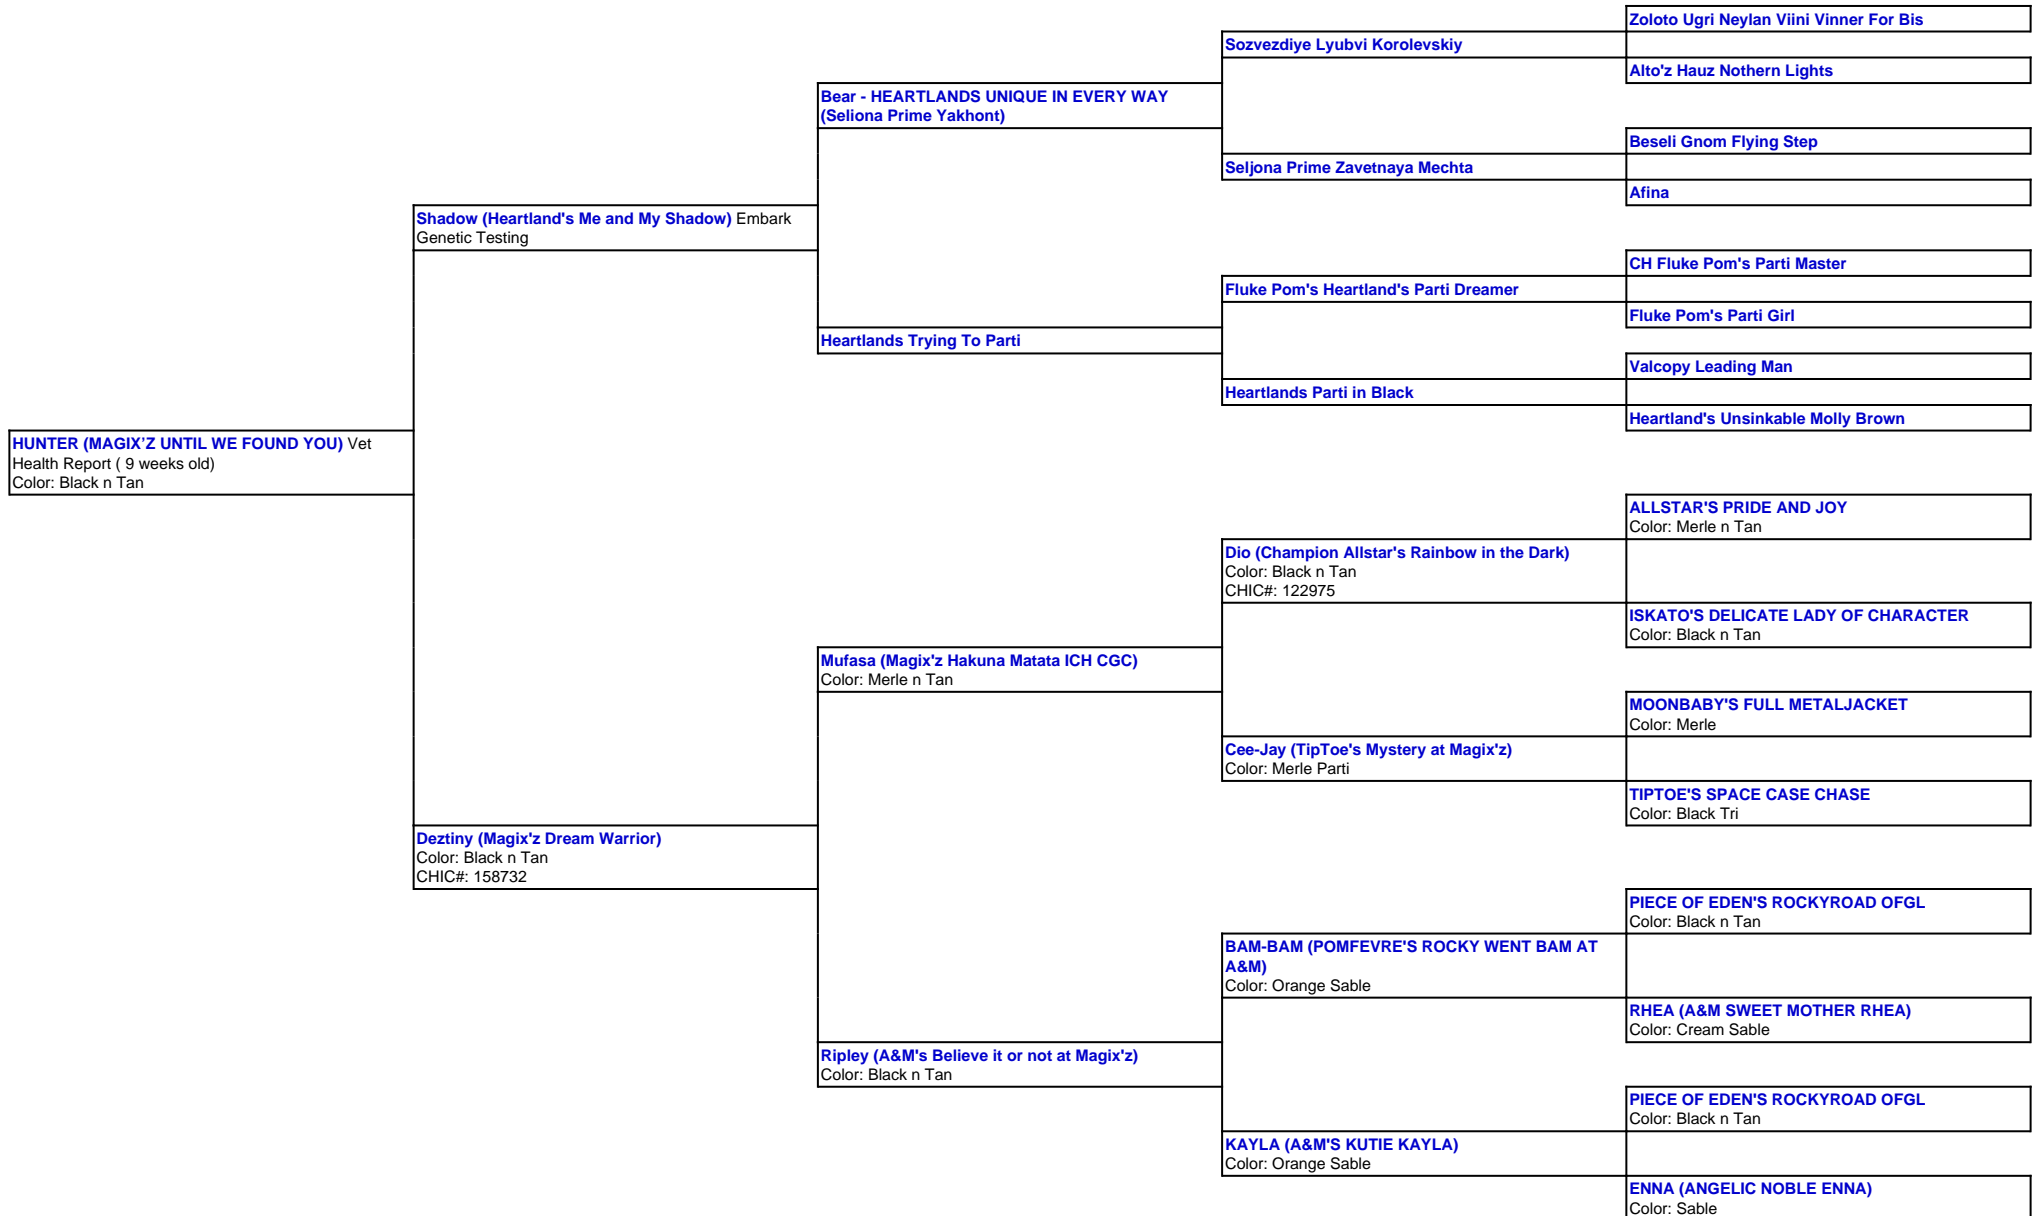 Zoloto Ugri Neylan Viini Vinner For Bis
Sozvezdiye Lyubvi Korolevskiy
Alto'z Hauz Nothern Lights
Bear - HEARTLANDS UNIQUE IN EVERY WAY
(Seliona Prime Yakhont)
Beseli Gnom Flying Step
Seljona Prime Zavetnaya Mechta
Afina
Shadow (Heartland's Me and My Shadow) Embark
Genetic Testing
CH Fluke Pom's Parti Master
Fluke Pom's Heartland's Parti Dreamer
Fluke Pom's Parti Girl
Heartlands Trying To Parti
Valcopy Leading Man
Heartlands Parti in Black
Heartland's Unsinkable Molly Brown
HUNTER (MAGIX’Z UNTIL WE FOUND YOU) Vet
Health Report ( 9 weeks old)
Color: Black n Tan
ALLSTAR'S PRIDE AND JOY
Color: Merle n Tan
Dio (Champion Allstar's Rainbow in the Dark)
Color: Black n Tan
CHIC#: 122975
ISKATO'S DELICATE LADY OF CHARACTER
Color: Black n Tan
Mufasa (Magix'z Hakuna Matata ICH CGC)
Color: Merle n Tan
MOONBABY'S FULL METALJACKET
Color: Merle
Cee-Jay (TipToe's Mystery at Magix'z)
Color: Merle Parti
TIPTOE'S SPACE CASE CHASE
Color: Black Tri
Deztiny (Magix'z Dream Warrior)
Color: Black n Tan
CHIC#: 158732
PIECE OF EDEN'S ROCKYROAD OFGL
Color: Black n Tan
BAM-BAM (POMFEVRE'S ROCKY WENT BAM AT
A&M)
Color: Orange Sable
RHEA (A&M SWEET MOTHER RHEA)
Color: Cream Sable
Ripley (A&M's Believe it or not at Magix'z)
Color: Black n Tan
PIECE OF EDEN'S ROCKYROAD OFGL
Color: Black n Tan
KAYLA (A&M'S KUTIE KAYLA)
Color: Orange Sable
ENNA (ANGELIC NOBLE ENNA)
Color: Sable